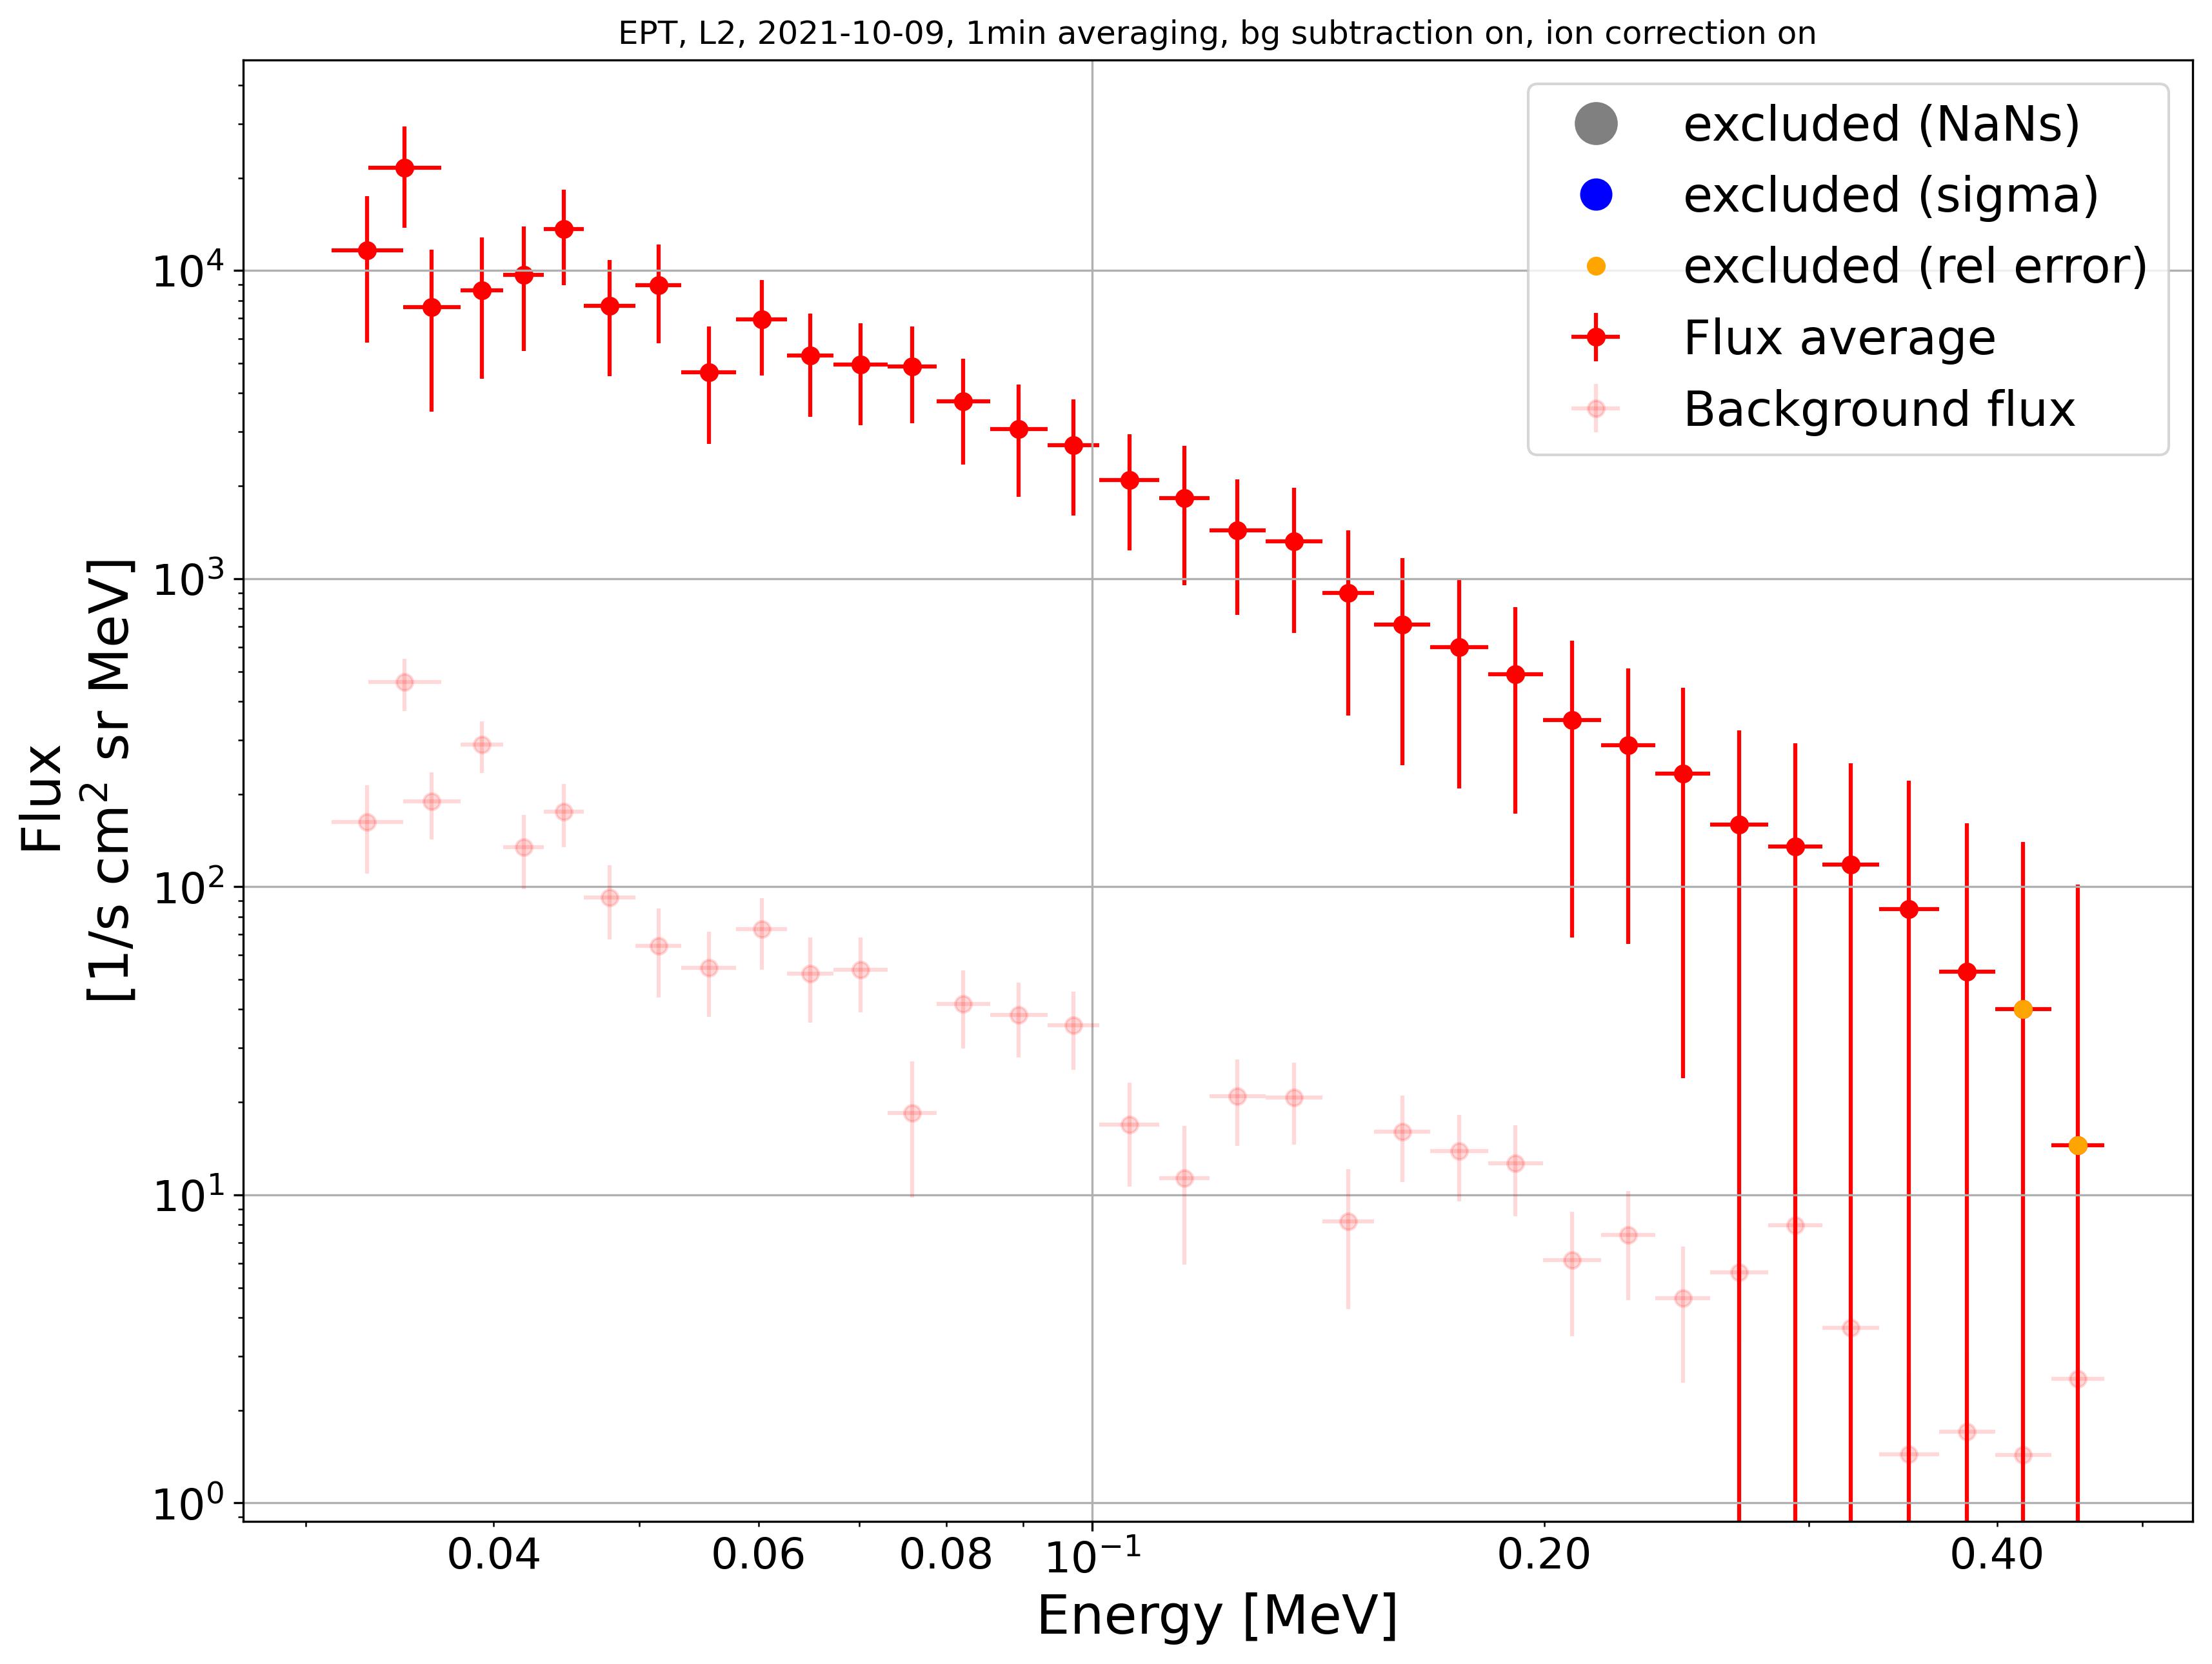 EPT, L2, 2021-10-09, 1min averaging, bg subtraction on, ion correction on
excluded (NaNs)
excluded (sigma)
excluded (rel error)
Flux average
Background flux
Flux
[1/s cm² sr MeV]
10⁴
10³
10²
10¹
10⁰
0.04 0.06 0.08 10⁻¹ 0.20 0.40
Energy [MeV]